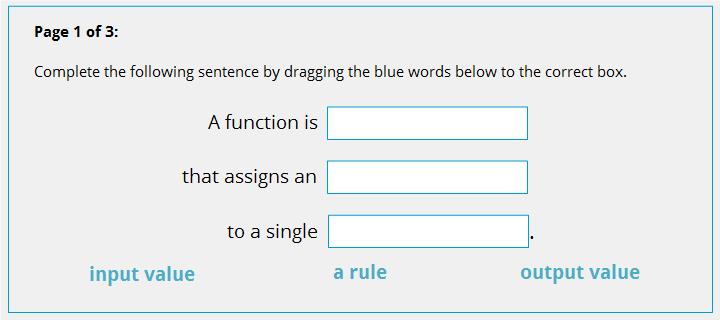 Page 1 of 3:
Complete the following sentence by dragging the blue words below to the correct box.
A function is
that assigns an
to a single .
input value a rule output value